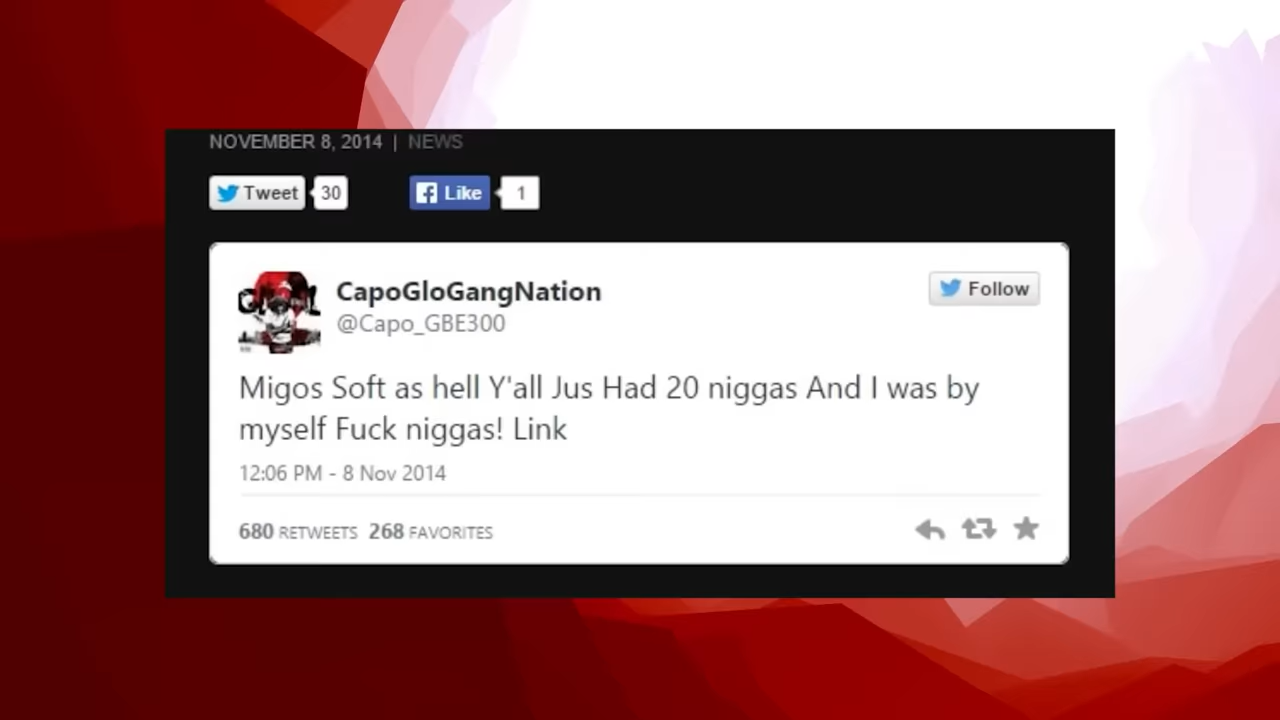 NOVEMBER 8, 2014 | NEWS
Tweet 30 Like 1
CapoGloGangNation
Follow
@Capo_GBE300
Migos Soft as hell Y'all Jus Had 20 niggas And I was by
myself Fuck niggas! Link
12:06 PM - 8 Nov 2014
680 RETWEETS 268 FAVORITES